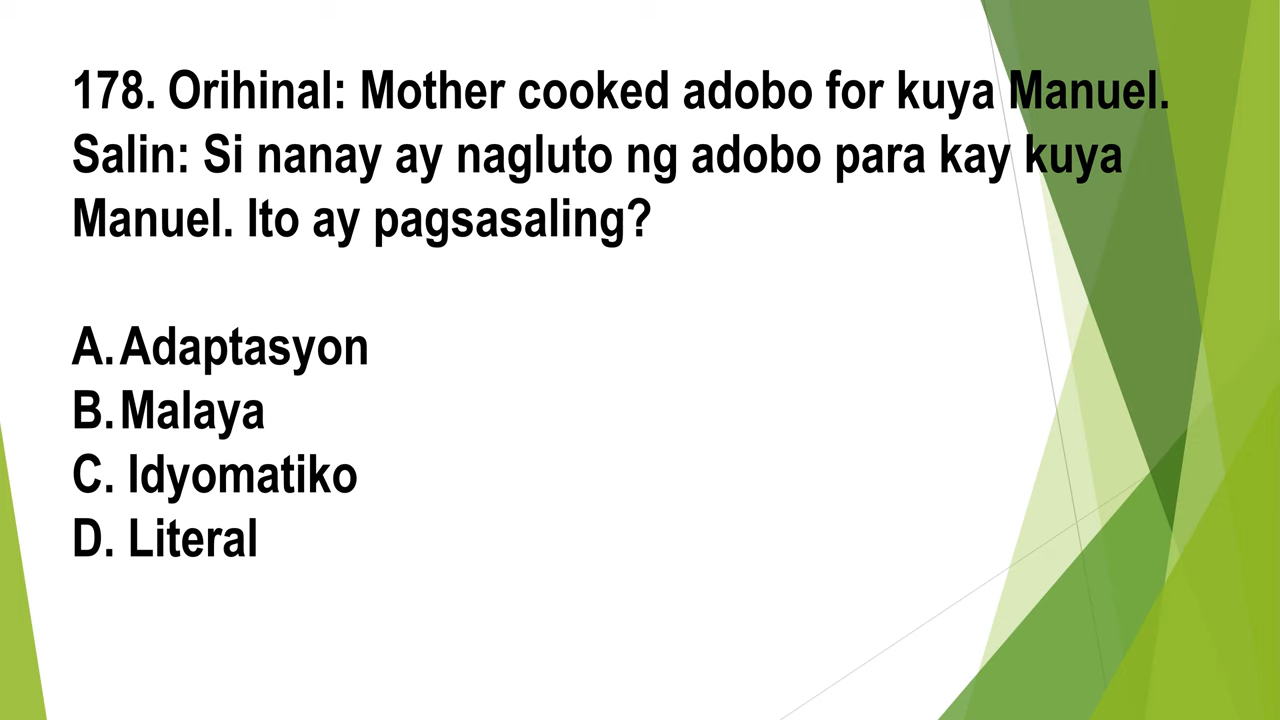 178. Orihinal: Mother cooked adobo for kuya Manuel.
Salin: Si nanay ay nagluto ng adobo para kay kuya
Manuel. Ito ay pagsasaling?
A. Adaptasyon
B. Malaya
C. Idyomatiko
D. Literal